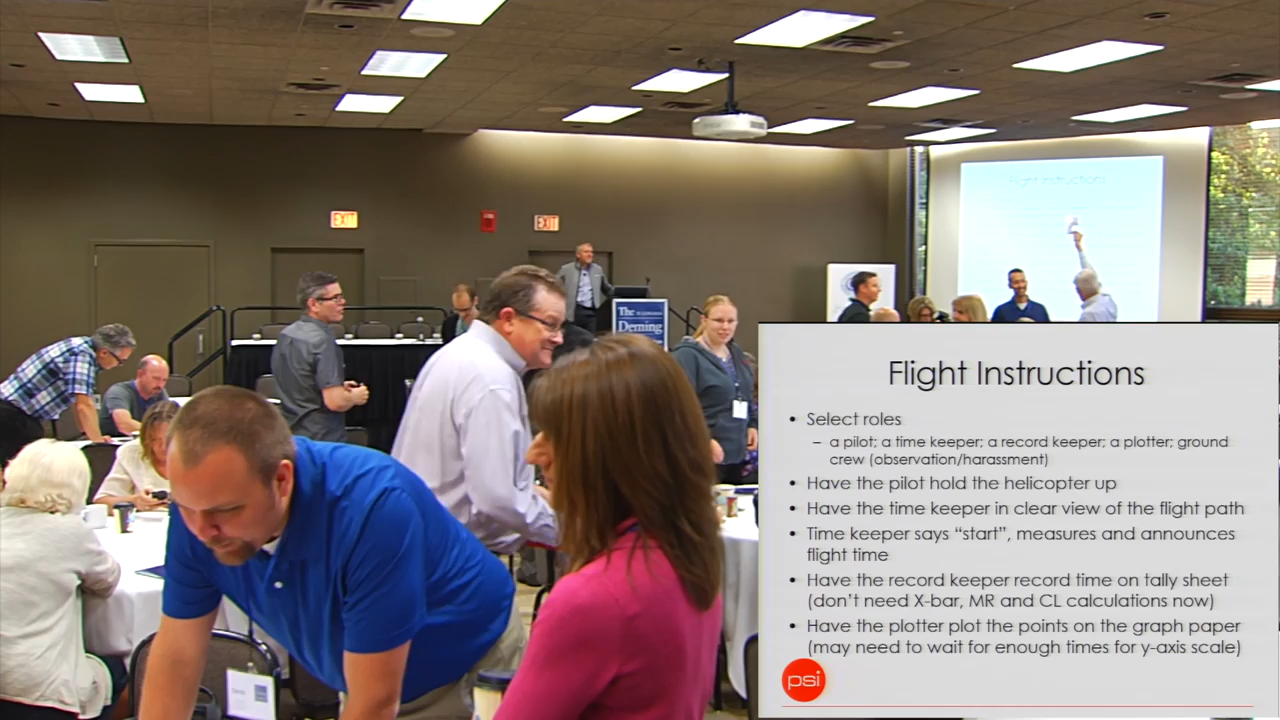 EXIT
EXIT
Flight Instructions
The
Deming
Flight Instructions
• Select roles
– a pilot; a time keeper; a record keeper; a plotter; ground
crew (observation/harassment)
• Have the pilot hold the helicopter up
• Have the time keeper in clear view of the flight path
• Time keeper says “start”, measures and announces
flight time
• Have the record keeper record time on tally sheet
(don’t need X-bar, MR and CL calculations now)
• Have the plotter plot the points on the graph paper
(may need to wait for enough times for y-axis scale)
psi